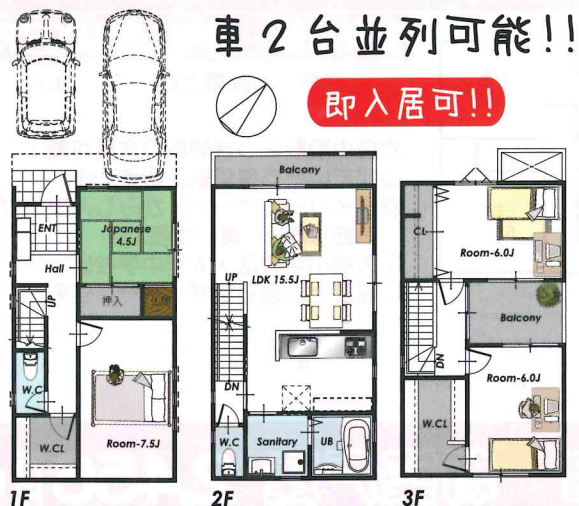 車2台並列可能!!
即入居可!!
ENT
Japanese
4.5J
Hall
UP
押入
仏間
W.C
W.CL
Room-7.5J
1F
Balcony
LDK 15.5J
UP
DN
W.C
Sanitary
UB
2F
CL
Room-6.0J
Balcony
DN
Room-6.0J
W.CL
3F